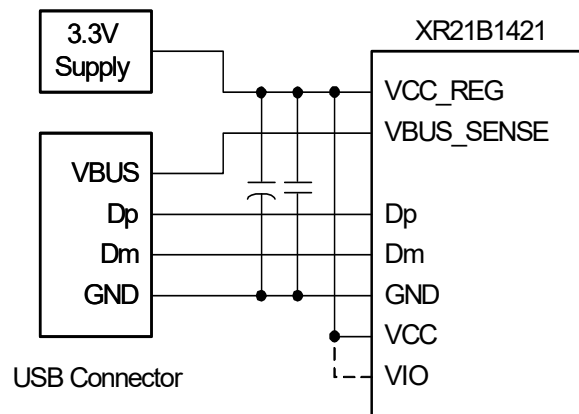 XR21B1421
3.3V
Supply
VCC_REG
VBUS_SENSE
VBUS
Dp
Dp
Dm
Dm
GND
GND
VCC
VIO
USB Connector